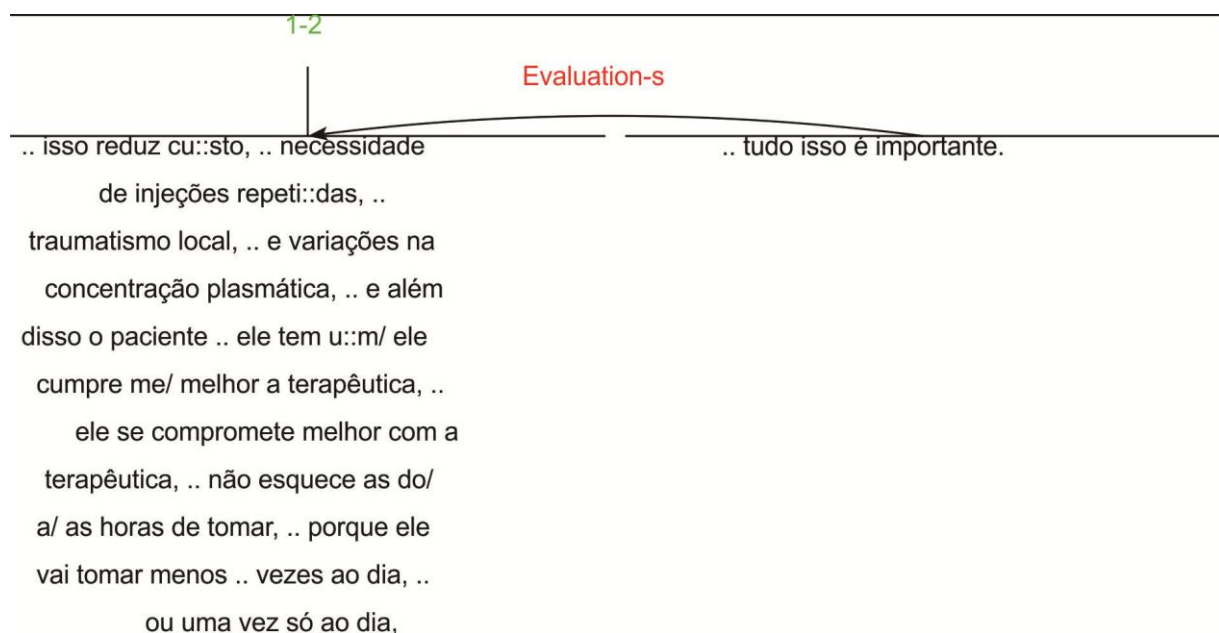 1-2
Evaluation-s
.. isso reduz cu::sto, .. necessidade
de injeções repeti::das, ..
traumatismo local, .. e variações na
concentração plasmática, .. e além
disso o paciente .. ele tem u::m/ ele
cumpre me/ melhor a terapêutica, ..
ele se compromete melhor com a
terapêutica, .. não esquece as do/
a/ as horas de tomar, .. porque ele
vai tomar menos .. vezes ao dia, ..
ou uma vez só ao dia,
.. tudo isso é importante.